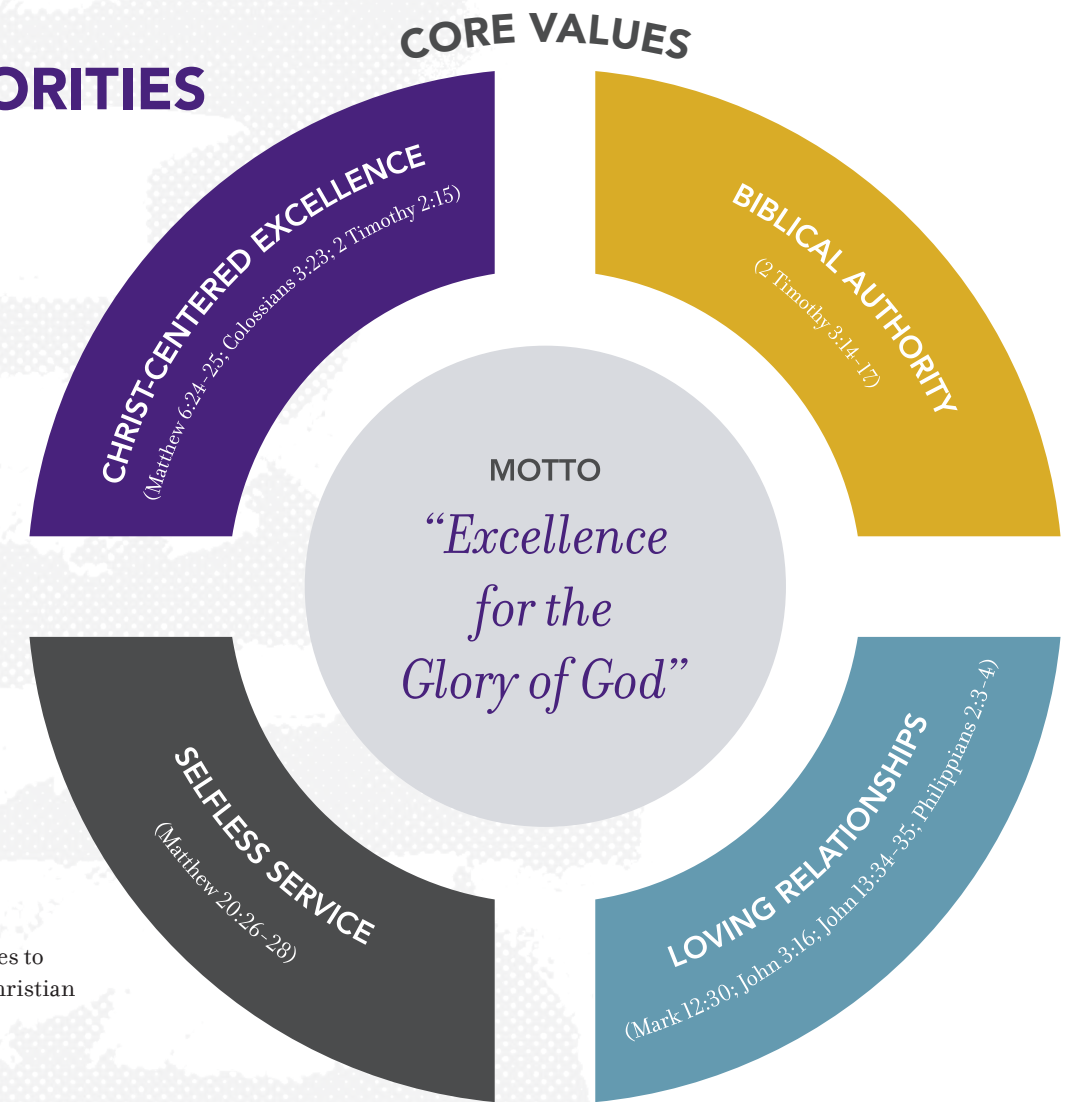 ORITIES
CORE VALUES
CHRIST-CENTERED EXCELLENCE
(Matthew 6:24-25; Colossians 3:23; 2 Timothy 2:15)
BIBLICAL AUTHORITY
(2 Timothy 3:14-17)
MOTTO
“Excellence
for the
Glory of God”
SELFLESS SERVICE
(Matthew 20:26-28)
LOVING RELATIONSHIPS
(Mark 12:30; John 3:16; John 13:34-35; Philippians 2:3-4)
es to
hristian